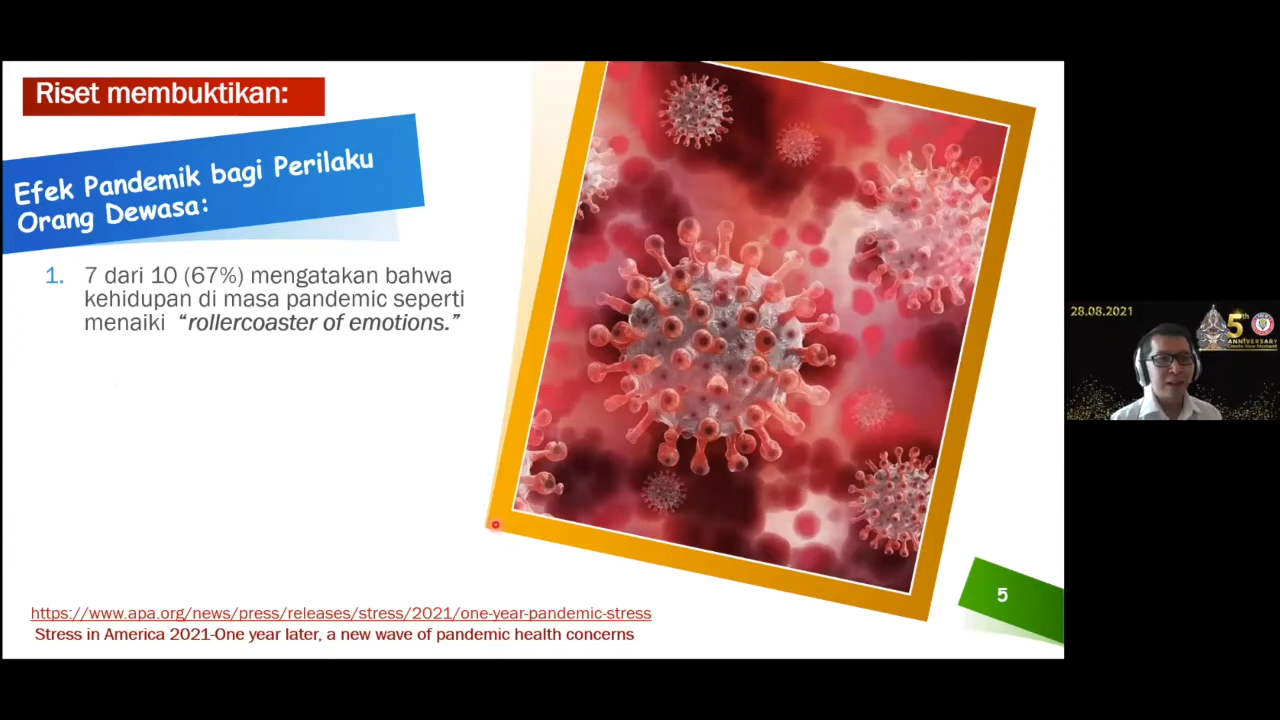 Riset membuktikan:
Efek Pandemik bagi Perilaku
Orang Dewasa:
1. 7 dari 10 (67%) mengatakan bahwa
kehidupan di masa pandemic seperti
menaiki “rollercoaster of emotions.”
https://www.apa.org/news/press/releases/stress/2021/one-year-pandemic-stress
Stress in America 2021-One year later, a new wave of pandemic health concerns
5
28.08.2021
5th
ANNIVERSARY